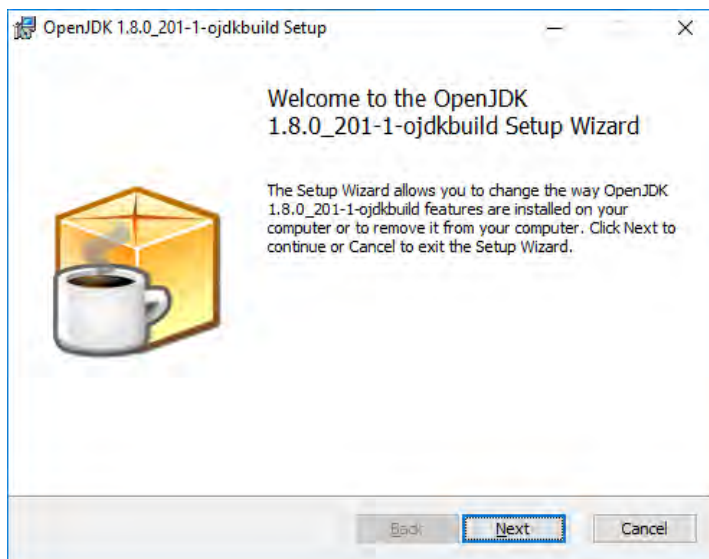 OpenJDK 1.8.0_201-1-ojdkbuild Setup
Welcome to the OpenJDK
1.8.0_201-1-ojdkbuild Setup Wizard
The Setup Wizard allows you to change the way OpenJDK
1.8.0_201-1-ojdkbuild features are installed on your
computer or to remove it from your computer. Click Next to
continue or Cancel to exit the Setup Wizard.
Back Next Cancel